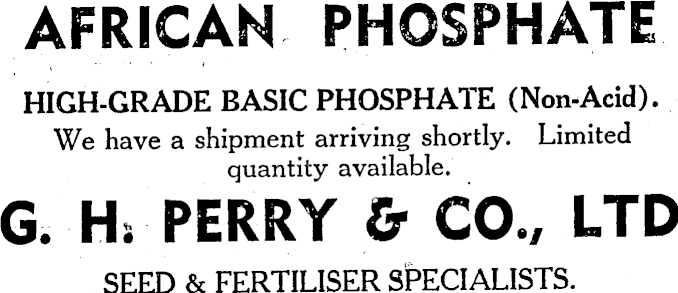 AFRICAN PHOSPHATE
HIGH-GRADE BASIC PHOSPHATE (Non-Acid).
We have a shipment arriving shortly. Limited
quantity available.
G. H. PERRY & CO., LTD
SEED & FERTILISER SPECIALISTS.